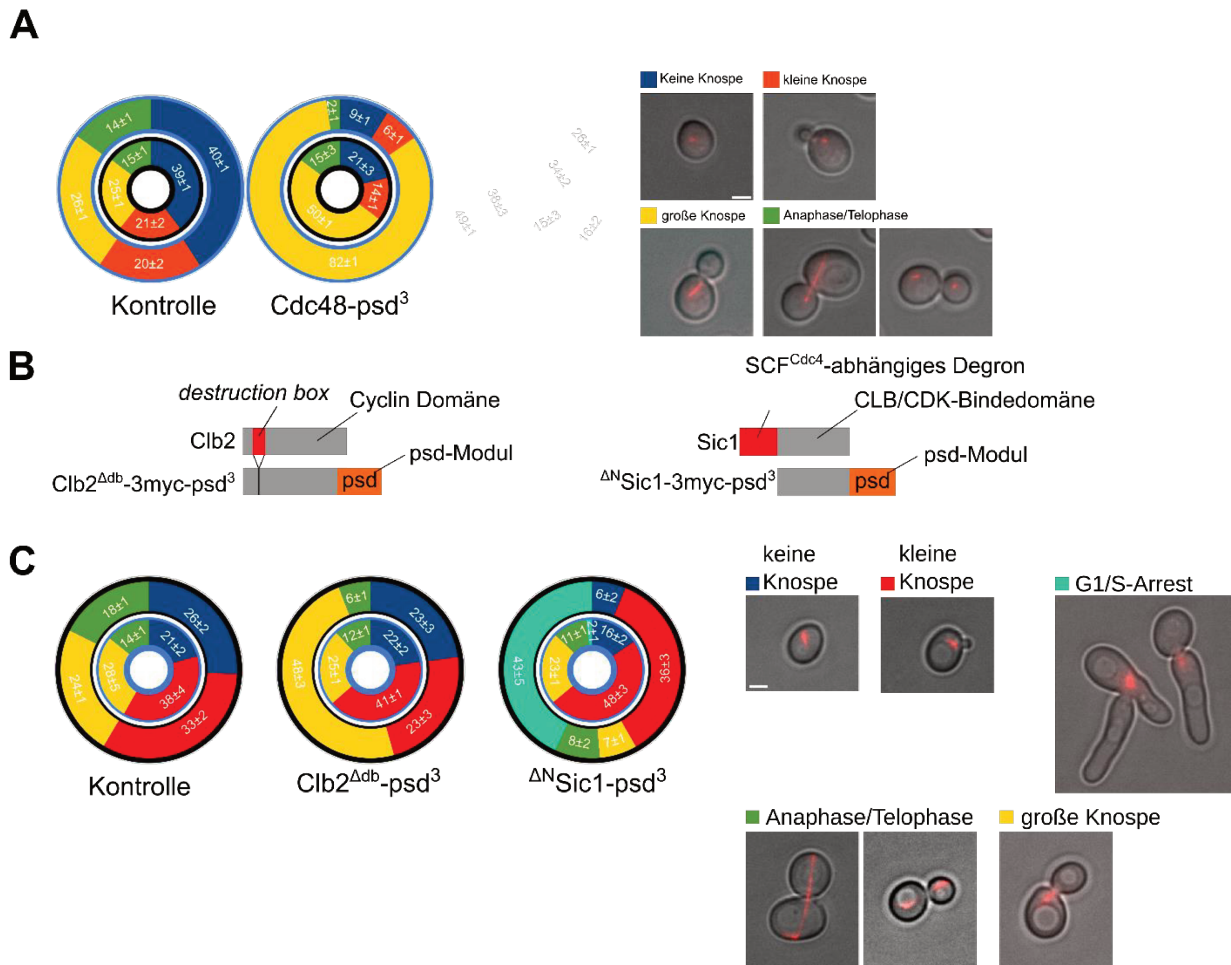 A
Keine Knospe
kleine Knospe
14±1
40±1
15±1
39±1
25±1
26±1
21±2
20±2
2±1
9±1
6±1
15±3
21±3
14±1
50±1
82±1
26±1
34±2
38±3
49±1
15±3
16±2
große Knospe
Anaphase/Telophase
Kontrolle
Cdc48-psd³
B
SCF^Cdc4-abhängiges Degron
destruction box
Cyclin Domäne
CLB/CDK-Bindedomäne
Clb2
Sic1
psd-Modul
psd-Modul
Clb2^Δdb-3myc-psd³
psd
^ΔNSic1-3myc-psd³
psd
C
keine
Knospe
kleine
Knospe
G1/S-Arrest
18±1
26±2
14±1
21±2
28±5
24±1
38±4
33±2
6±1
23±3
12±1
22±2
25±1
48±3
41±1
23±3
6±2
11±1
2±1
16±2
43±5
23±1
36±3
48±3
8±2
7±1
Kontrolle
Clb2^Δdb-psd³
^ΔNSic1-psd³
Anaphase/Telophase
große Knospe